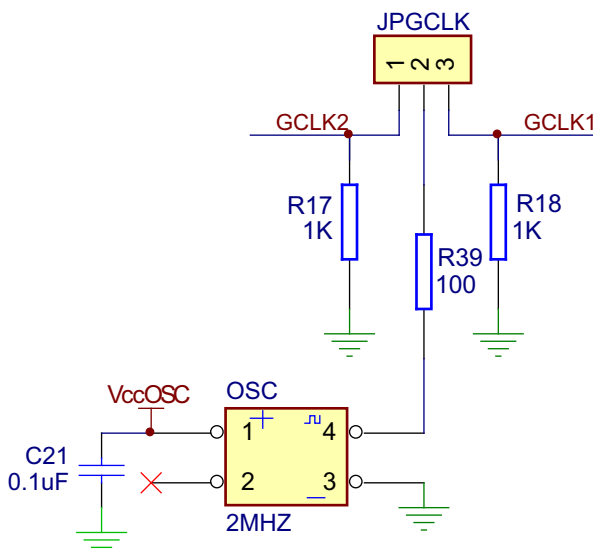 JPGCLK
1 2 3
GCLK2
GCLK1
R17
1K
R18
1K
R39
100
VccOSC
OSC
1
4
C21
0.1uF
2
3
2MHZ